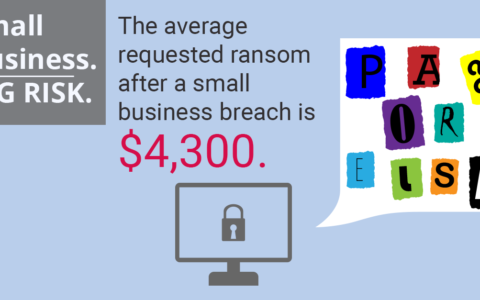 mall
usiness.
G RISK.
The average
requested ransom
after a small
business breach is
$4,300.
P A
O R
E L S